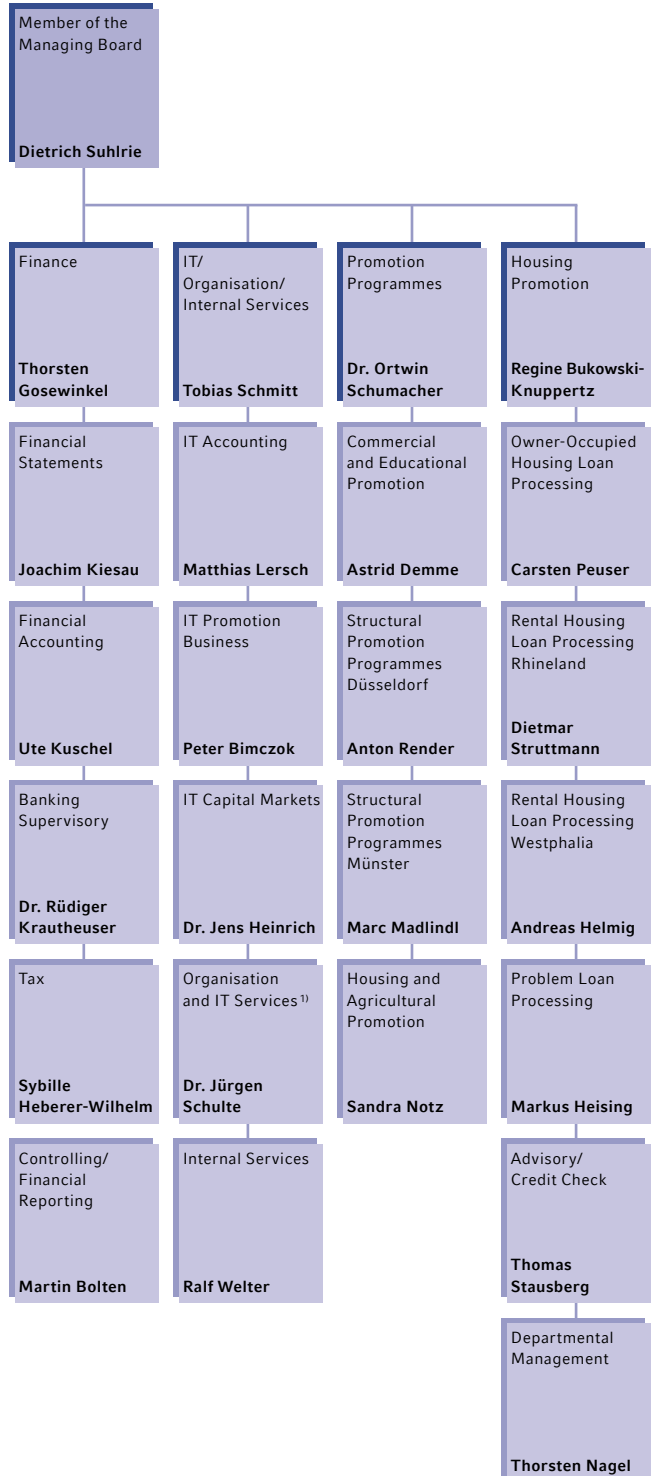 Member of the
Managing Board
Dietrich Suhlrie
Finance
Thorsten
Gosewinkel
Financial
Statements
Joachim Kiesau
Financial
Accounting
Ute Kuschel
Banking
Supervisory
Dr. Rüdiger
Krautheuser
Tax
Sybille
Heberer-Wilhelm
Controlling/
Financial
Reporting
Martin Bolten
IT/
Organisation/
Internal Services
Tobias Schmitt
IT Accounting
Matthias Lersch
IT Promotion
Business
Peter Bimczok
IT Capital Markets
Dr. Jens Heinrich
Organisation
and IT Services 1)
Dr. Jürgen
Schulte
Internal Services
Ralf Welter
Promotion
Programmes
Dr. Ortwin
Schumacher
Commercial
and Educational
Promotion
Astrid Demme
Structural
Promotion
Programmes
Düsseldorf
Anton Render
Structural
Promotion
Programmes
Münster
Marc Madlindl
Housing and
Agricultural
Promotion
Sandra Notz
Housing
Promotion
Regine Bukowski-
Knuppertz
Owner-Occupied
Housing Loan
Processing
Carsten Peuser
Rental Housing
Loan Processing
Rhineland
Dietmar
Struttmann
Rental Housing
Loan Processing
Westphalia
Andreas Helmig
Problem Loan
Processing
Markus Heising
Advisory/
Credit Check
Thomas
Stausberg
Departmental
Management
Thorsten Nagel